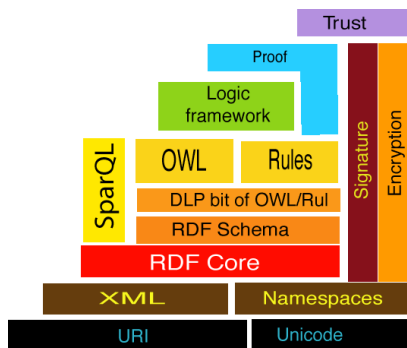 Trust
Proof
Logic
framework
SparQL
OWL
Rules
Signature
Encryption
DLP bit of OWL/Rul
RDF Schema
RDF Core
XML
Namespaces
URI
Unicode